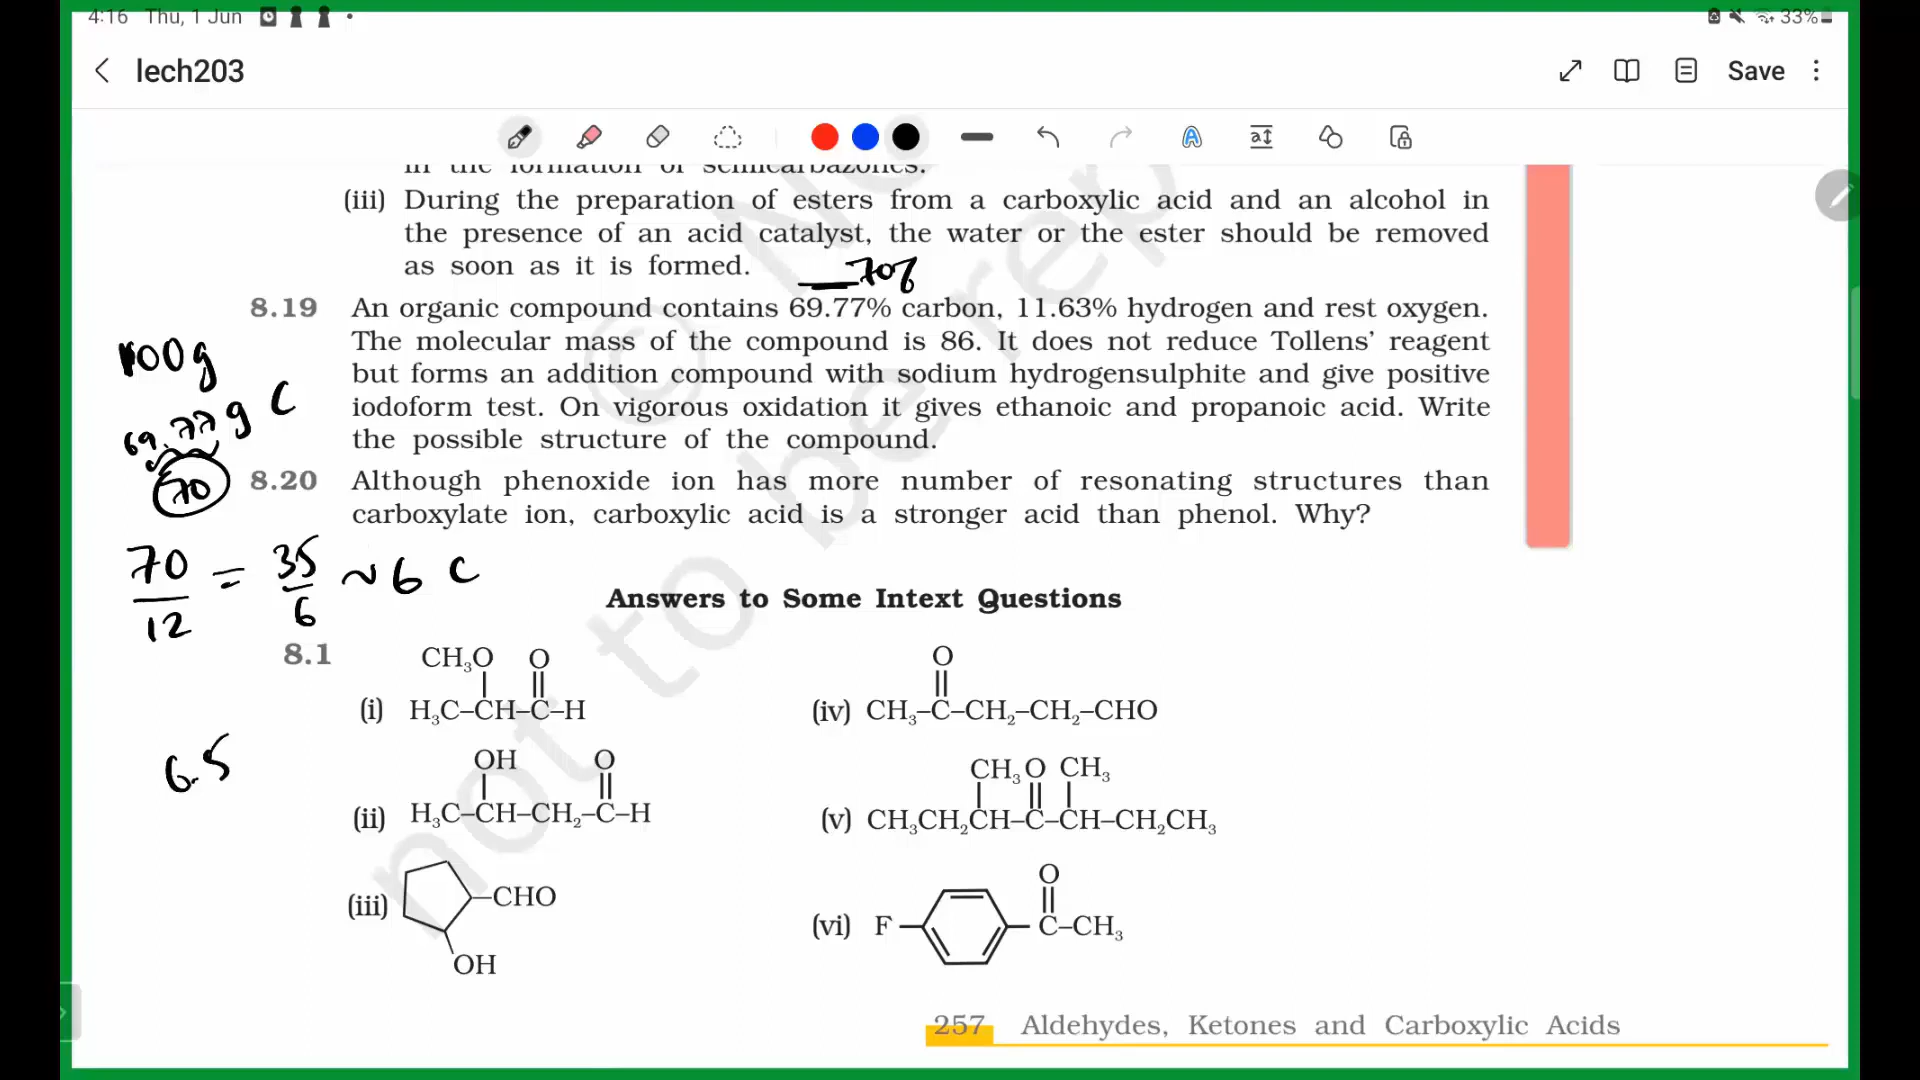 4:16 Thu, 1 Jun
33%
lech203
Save
in the formation of semicarbazones.
(iii) During the preparation of esters from a carboxylic acid and an alcohol in
the presence of an acid catalyst, the water or the ester should be removed
as soon as it is formed.
70%
8.19 An organic compound contains 69.77% carbon, 11.63% hydrogen and rest oxygen.
The molecular mass of the compound is 86. It does not reduce Tollens' reagent
but forms an addition compound with sodium hydrogensulphite and give positive
iodoform test. On vigorous oxidation it gives ethanoic and propanoic acid. Write
the possible structure of the compound.
100g
69.77 g C
70
8.20 Although phenoxide ion has more number of resonating structures than
carboxylate ion, carboxylic acid is a stronger acid than phenol. Why?
70/12 = 35/6 ~ 6 C
Answers to Some Intext Questions
8.1
CH₃O O
(i) H₃C–CH–C–H
O
(iv) CH₃–C–CH₂–CH₂–CHO
6.5
OH O
(ii) H₃C–CH–CH₂–C–H
CH₃ O CH₃
(v) CH₃CH₂CH–C–CH–CH₂CH₃
(iii) CHO
OH
O
(vi) F C–CH₃
257 Aldehydes, Ketones and Carboxylic Acids
not to be rep